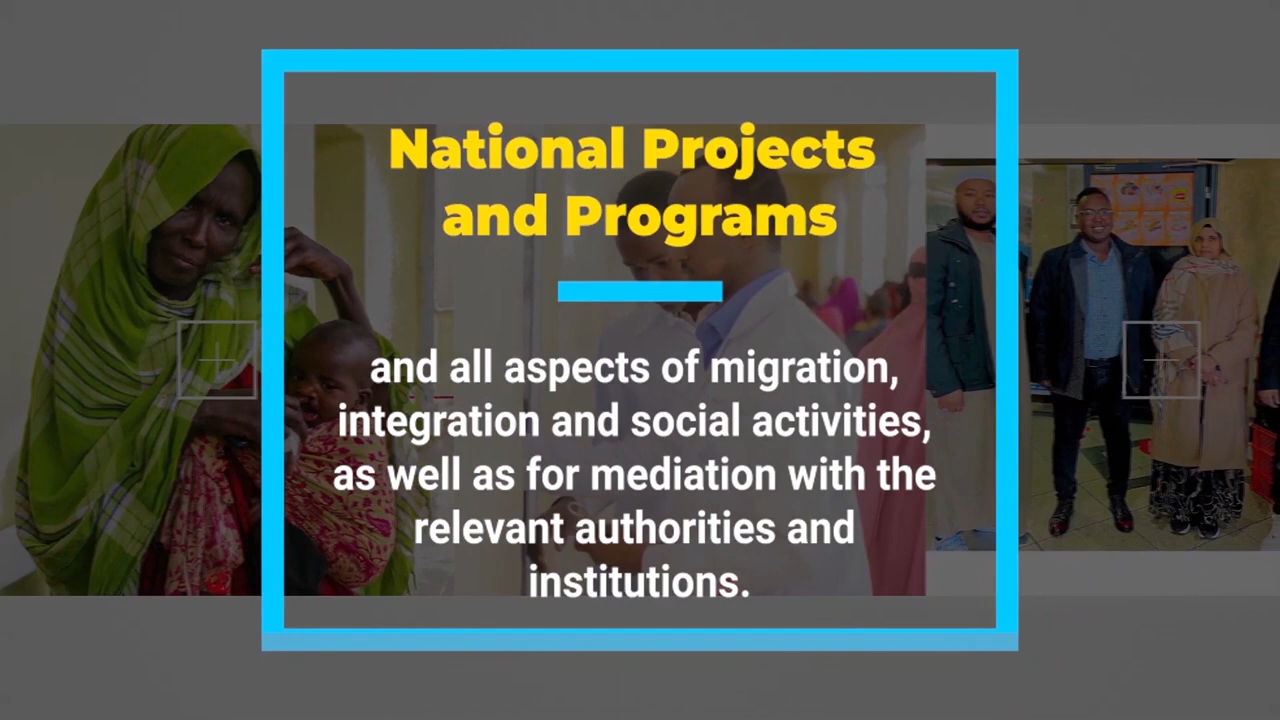 National Projects
and Programs
and all aspects of migration,
integration and social activities,
as well as for mediation with the
relevant authorities and
institutions.